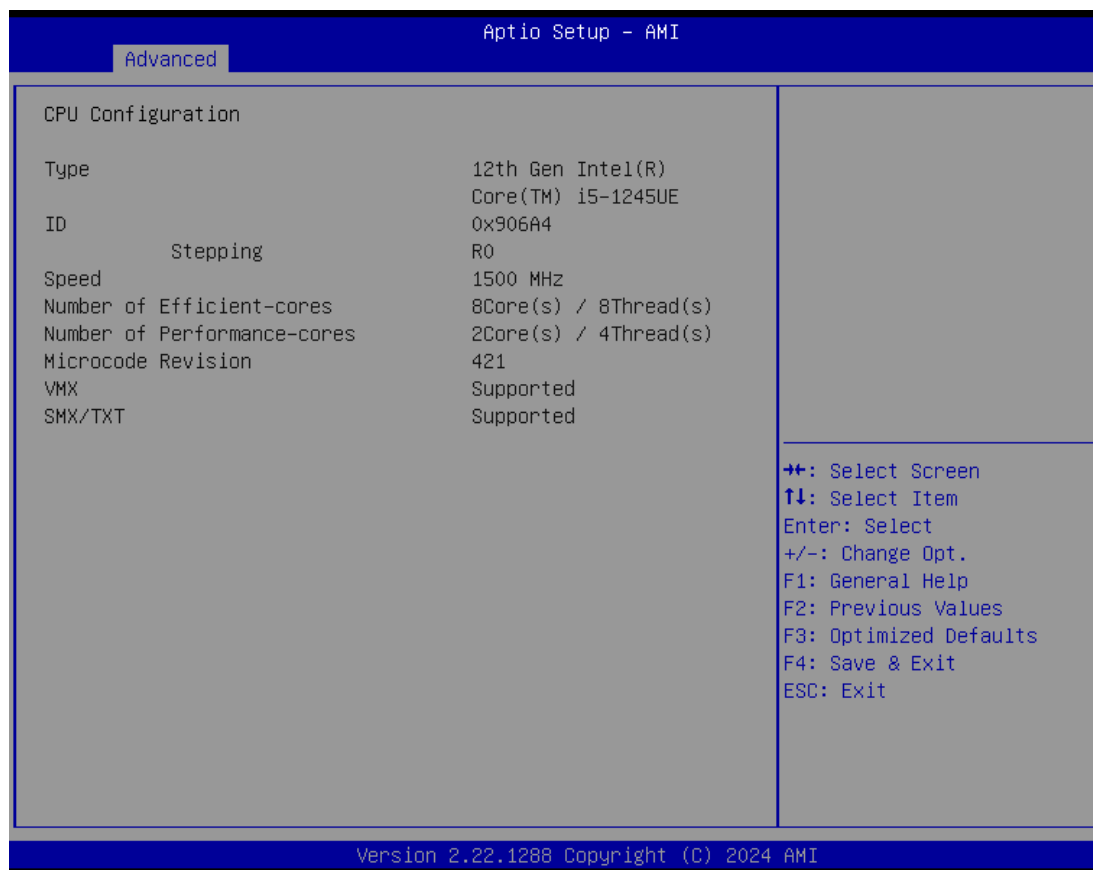 Aptio Setup – AMI
Advanced
CPU Configuration
Type 12th Gen Intel(R)
Core(TM) i5-1245UE
ID 0x906A4
Stepping R0
Speed 1500 MHz
Number of Efficient-cores 8Core(s) / 8Thread(s)
Number of Performance-cores 2Core(s) / 4Thread(s)
Microcode Revision 421
VMX Supported
SMX/TXT Supported
→←: Select Screen
↑↓: Select Item
Enter: Select
+/-: Change Opt.
F1: General Help
F2: Previous Values
F3: Optimized Defaults
F4: Save & Exit
ESC: Exit
Version 2.22.1288 Copyright (C) 2024 AMI